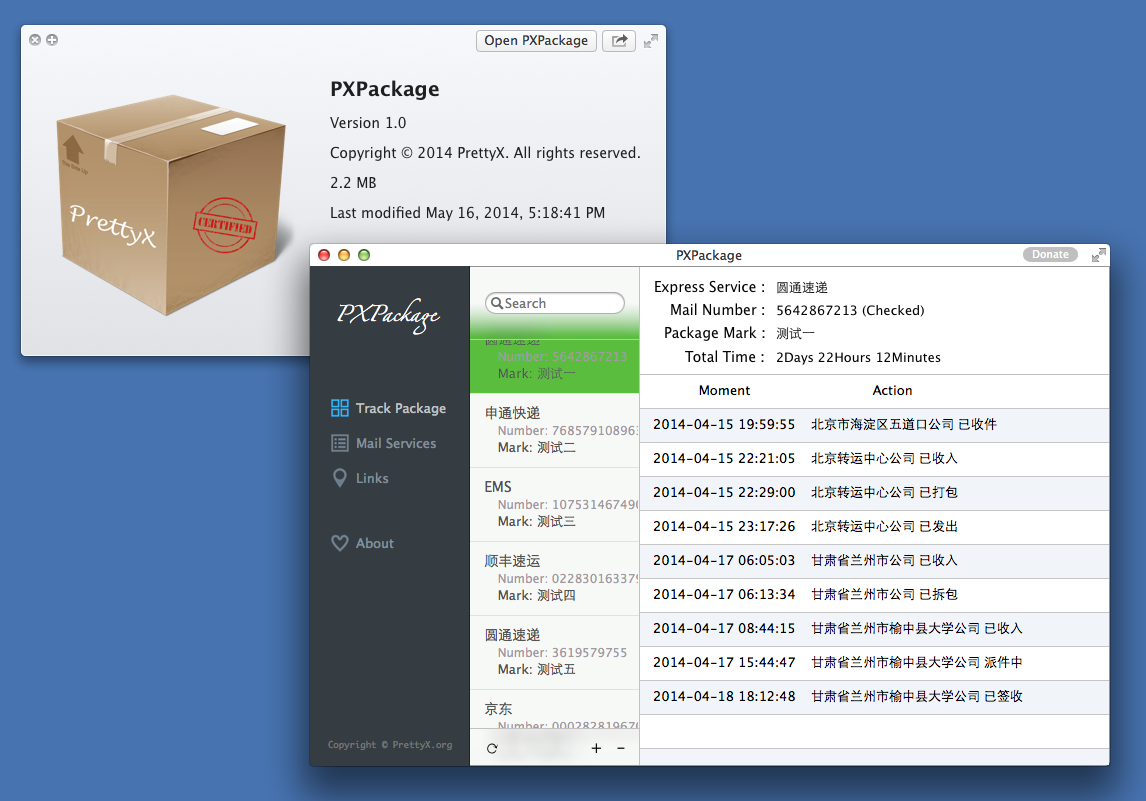 Open PXPackage
PXPackage
Version 1.0
Copyright © 2014 PrettyX. All rights reserved.
2.2 MB
Last modified May 16, 2014, 5:18:41 PM
This Side Up
PrettyX
CERTIFIED
PXPackage
Donate
PXPackage
Track Package
Mail Services
Links
About
Copyright © PrettyX.org
Search
圆通速递
Number: 5642867213
Mark: 测试一
申通快递
Number: 768579108963
Mark: 测试二
EMS
Number: 10753146749
Mark: 测试三
顺丰速运
Number: 02283016337
Mark: 测试四
圆通速递
Number: 3619579755
Mark: 测试五
京东
Number: 00028281967
Express Service : 圆通速递
Mail Number : 5642867213 (Checked)
Package Mark : 测试一
Total Time : 2Days 22Hours 12Minutes
Moment Action
2014-04-15 19:59:55 北京市海淀区五道口公司 已收件
2014-04-15 22:21:05 北京转运中心公司 已收入
2014-04-15 22:29:00 北京转运中心公司 已打包
2014-04-15 23:17:26 北京转运中心公司 已发出
2014-04-17 06:05:03 甘肃省兰州市公司 已收入
2014-04-17 06:13:34 甘肃省兰州市公司 已拆包
2014-04-17 08:44:15 甘肃省兰州市榆中县大学公司 已收入
2014-04-17 15:44:47 甘肃省兰州市榆中县大学公司 派件中
2014-04-18 18:12:48 甘肃省兰州市榆中县大学公司 已签收